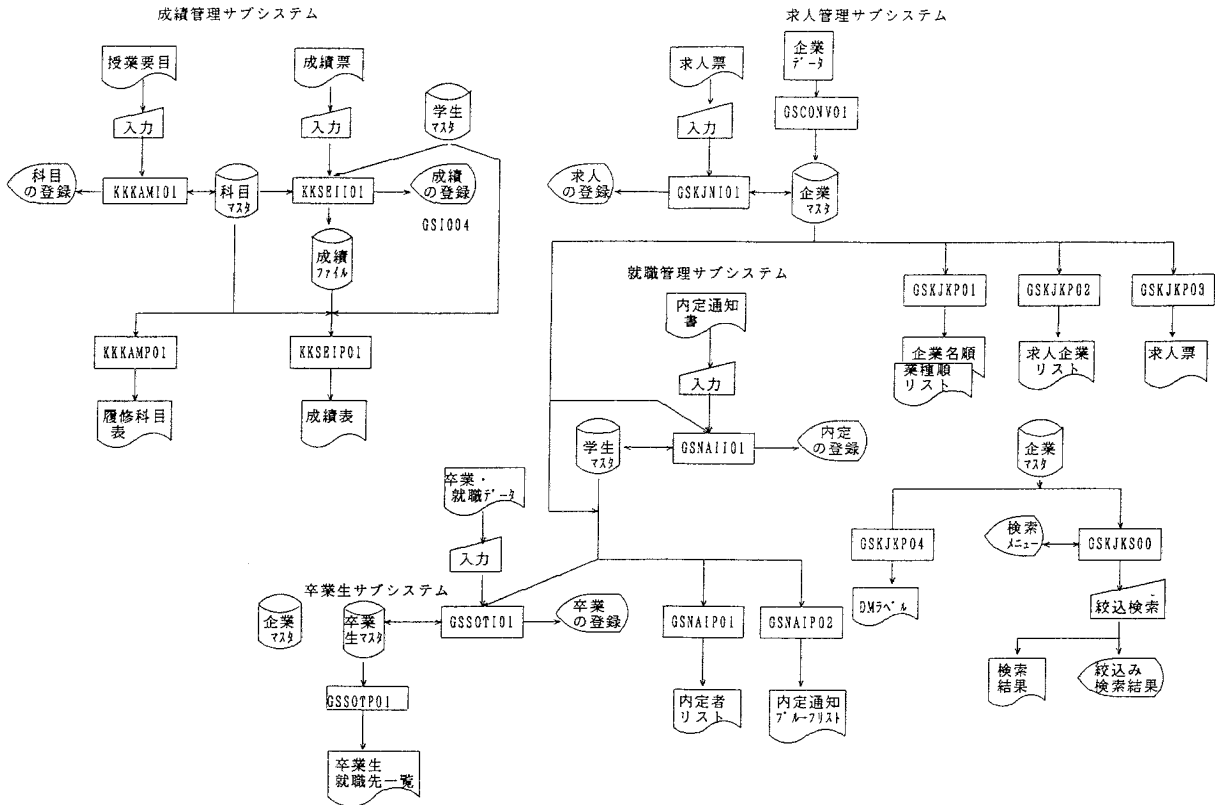 成績管理サブシステム
授業要目
成績票
入力
入力
学生
マスタ
科目
の登録
KKKAMI01
科目
マスタ
KKSEII01
成績
の登録
GSI004
成績
ファイル
KKKAMP01
KKSEIP01
履修科目
表
成績表
求人管理サブシステム
求人票
企業
データ
入力
GSCONV01
求人
の登録
GSKJNI01
企業
マスタ
GSKJKP01
GSKJKP02
GSKJKP03
企業名順
業種順
リスト
求人企業
リスト
求人票
就職管理サブシステム
内定通知
書
入力
学生
マスタ
GSNAII01
内定
の登録
企業
マスタ
GSKJKP04
検索
メニュー
GSKJKS00
DMラベル
絞込検索
検索
結果
絞込み
検索結果
卒業・
就職データ
入力
卒業生サブシステム
企業
マスタ
卒業
生マスタ
GSSOTI01
卒業
の登録
GSNAIP01
GSNAIP02
GSSOTP01
内定者
リスト
内定通知
プルーフリスト
卒業生
就職先一覧